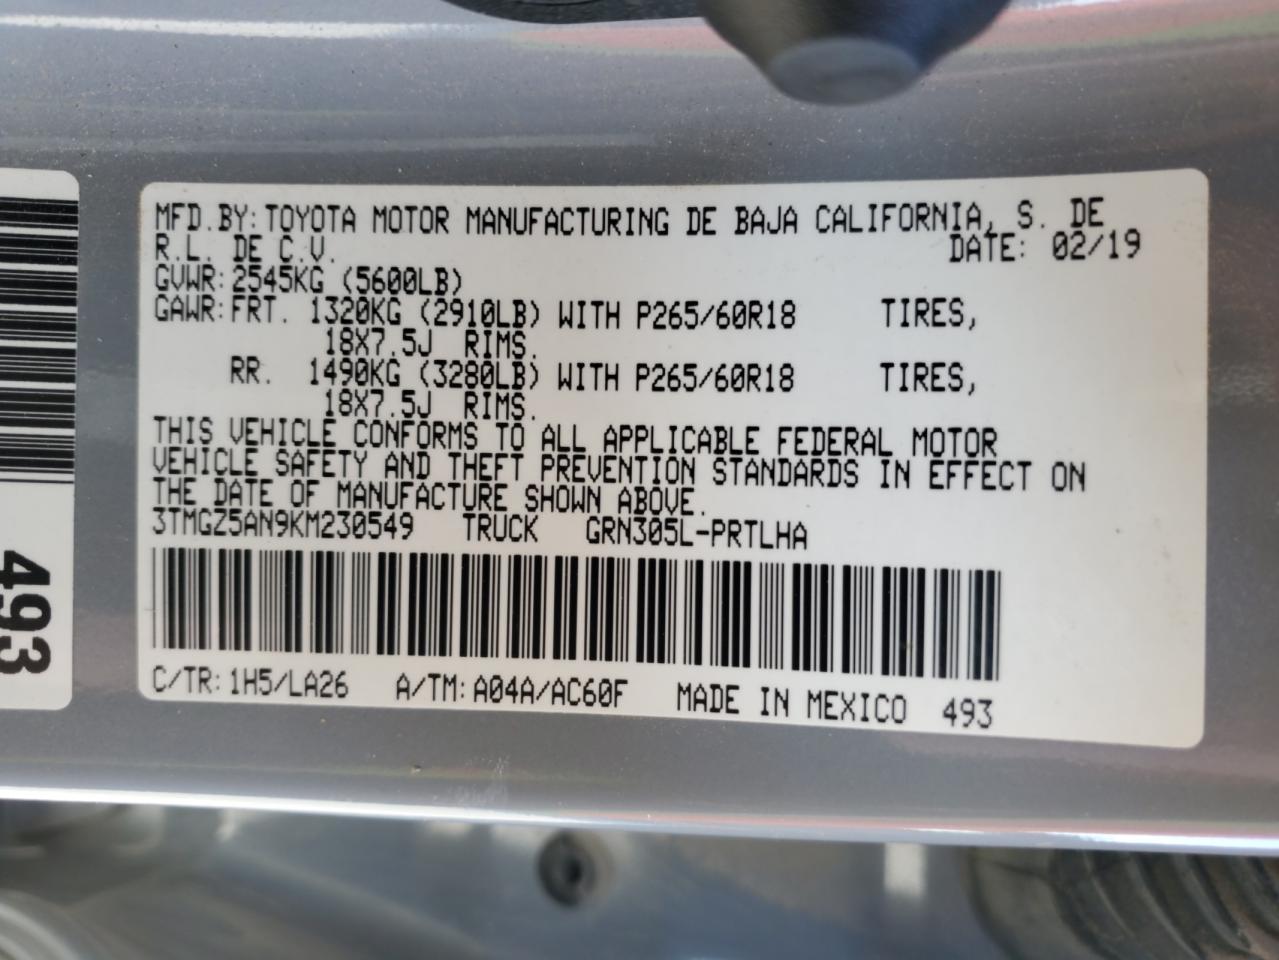 MFD.BY:TOYOTA MOTOR MANUFACTURING DE BAJA CALIFORNIA, S. DE
R.L. DE C.V. DATE: 02/19
GVWR:2545KG (5600LB)
GAWR:FRT. 1320KG (2910LB) WITH P265/60R18 TIRES,
18X7.5J RIMS.
RR. 1490KG (3280LB) WITH P265/60R18 TIRES,
18X7.5J RIMS.
THIS VEHICLE CONFORMS TO ALL APPLICABLE FEDERAL MOTOR
VEHICLE SAFETY AND THEFT PREVENTION STANDARDS IN EFFECT ON
THE DATE OF MANUFACTURE SHOWN ABOVE.
3TMGZ5AN9KM230549 TRUCK GRN305L-PRTLHA
C/TR:1H5/LA26 A/TM:A04A/AC60F MADE IN MEXICO 493
493